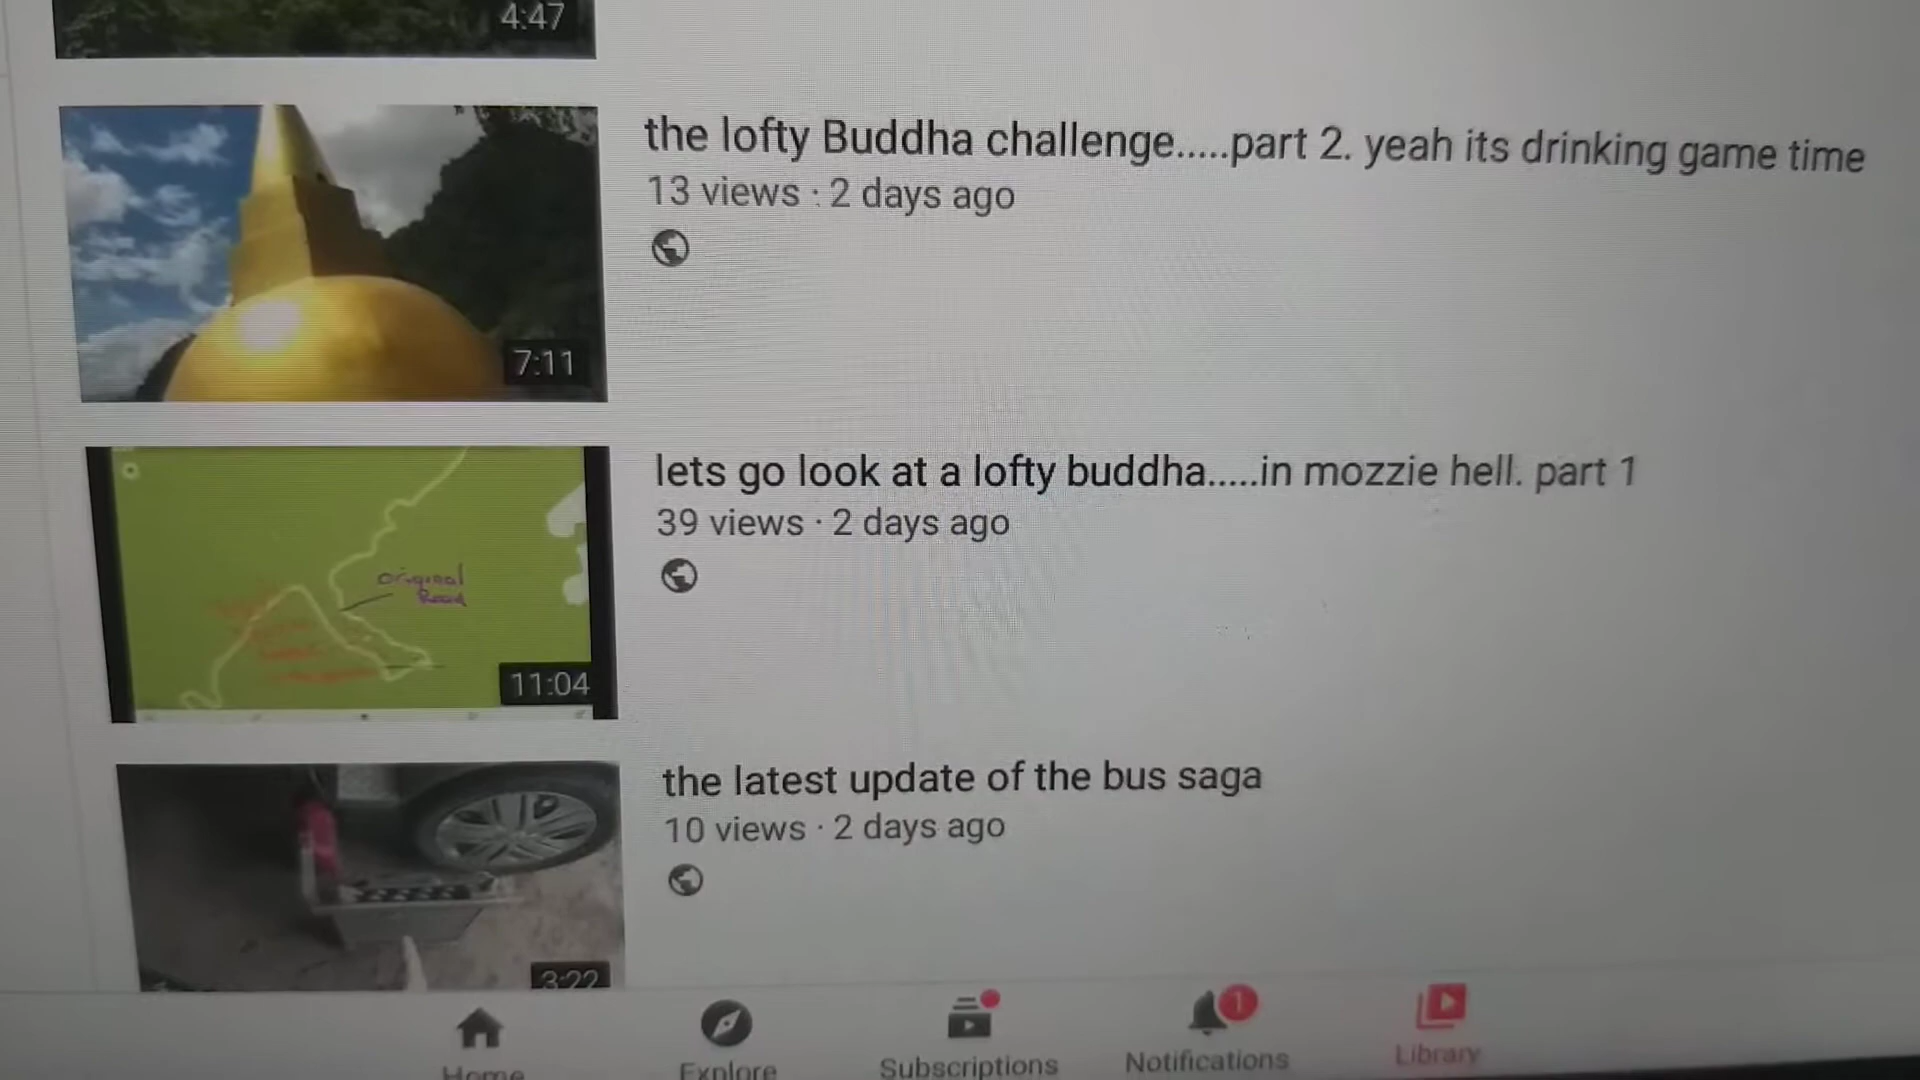 4:47
the lofty Buddha challenge.....part 2. yeah its drinking game time
13 views · 2 days ago
7:11
lets go look at a lofty buddha.....in mozzie hell. part 1
39 views · 2 days ago
original
Road
11:04
the latest update of the bus saga
10 views · 2 days ago
3:22
1
Home
Explore
Subscriptions
Notifications
Library